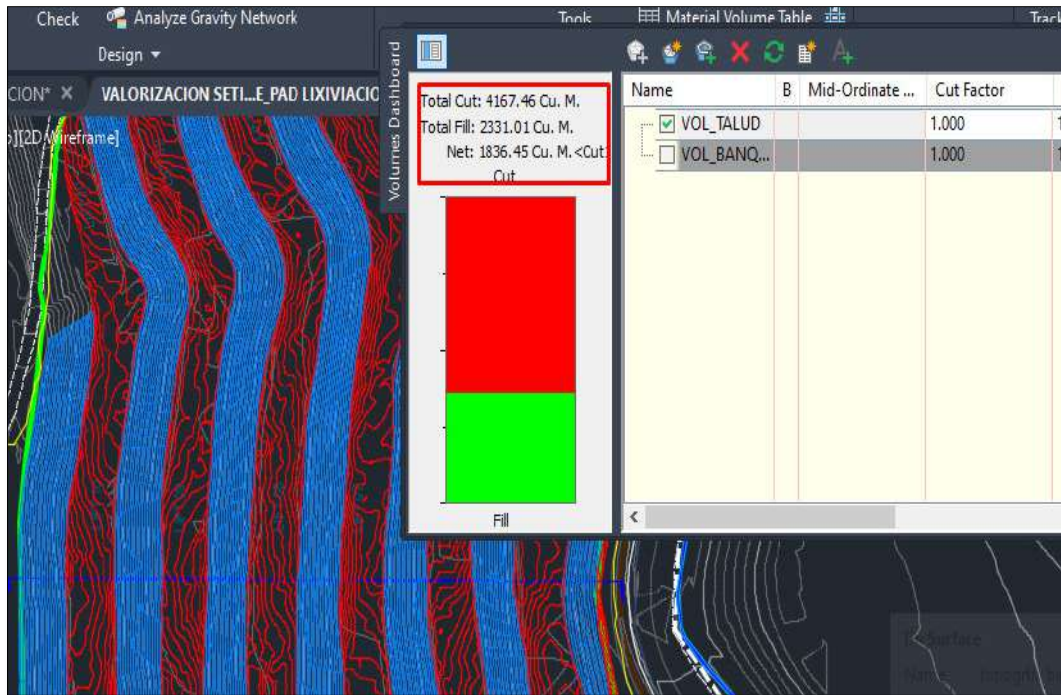 Check
Analyze Gravity Network
Tools
Material Volume Table
Design
CION*
VALORIZACION SETI...E_PAD LIXIVIACIO
][2D Wireframe]
Volumes Dashboard
Total Cut: 4167.46 Cu. M.
Total Fill: 2331.01 Cu. M.
Net: 1836.45 Cu. M.<Cut
Cut
Fill
Name B Mid-Ordinate ... Cut Factor
VOL_TALUD 1.000
VOL_BANQ... 1.000